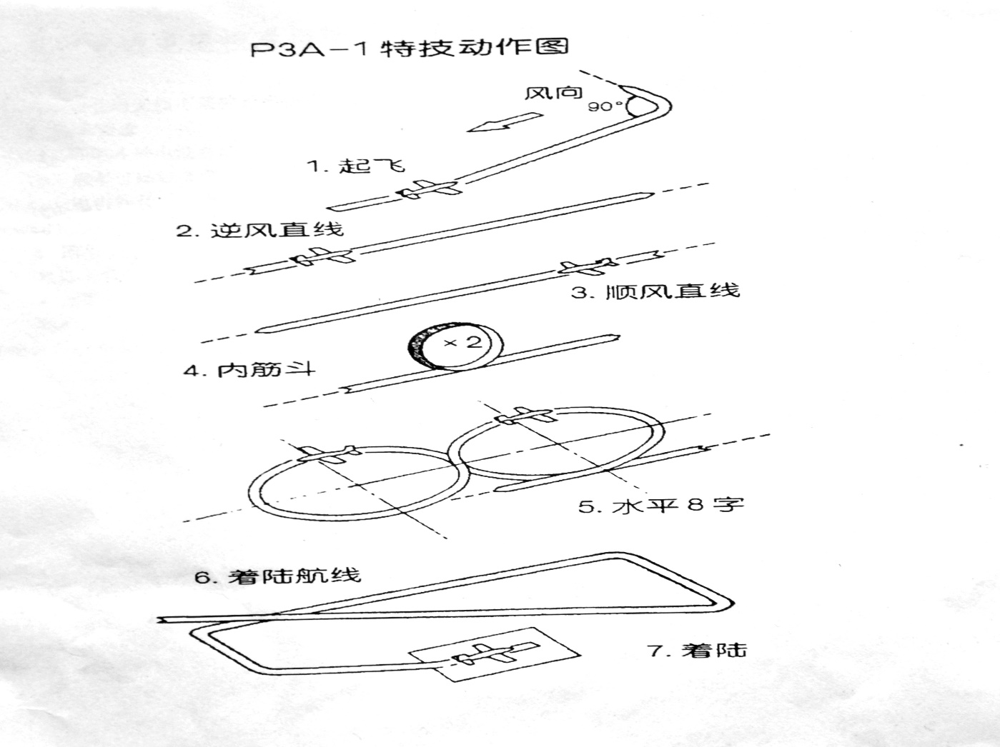 P3A-1特技动作图
风向
90°
1. 起飞
2. 逆风直线
3. 顺风直线
× 2
4. 内筋斗
5. 水平8字
6. 着陆航线
7. 着陆